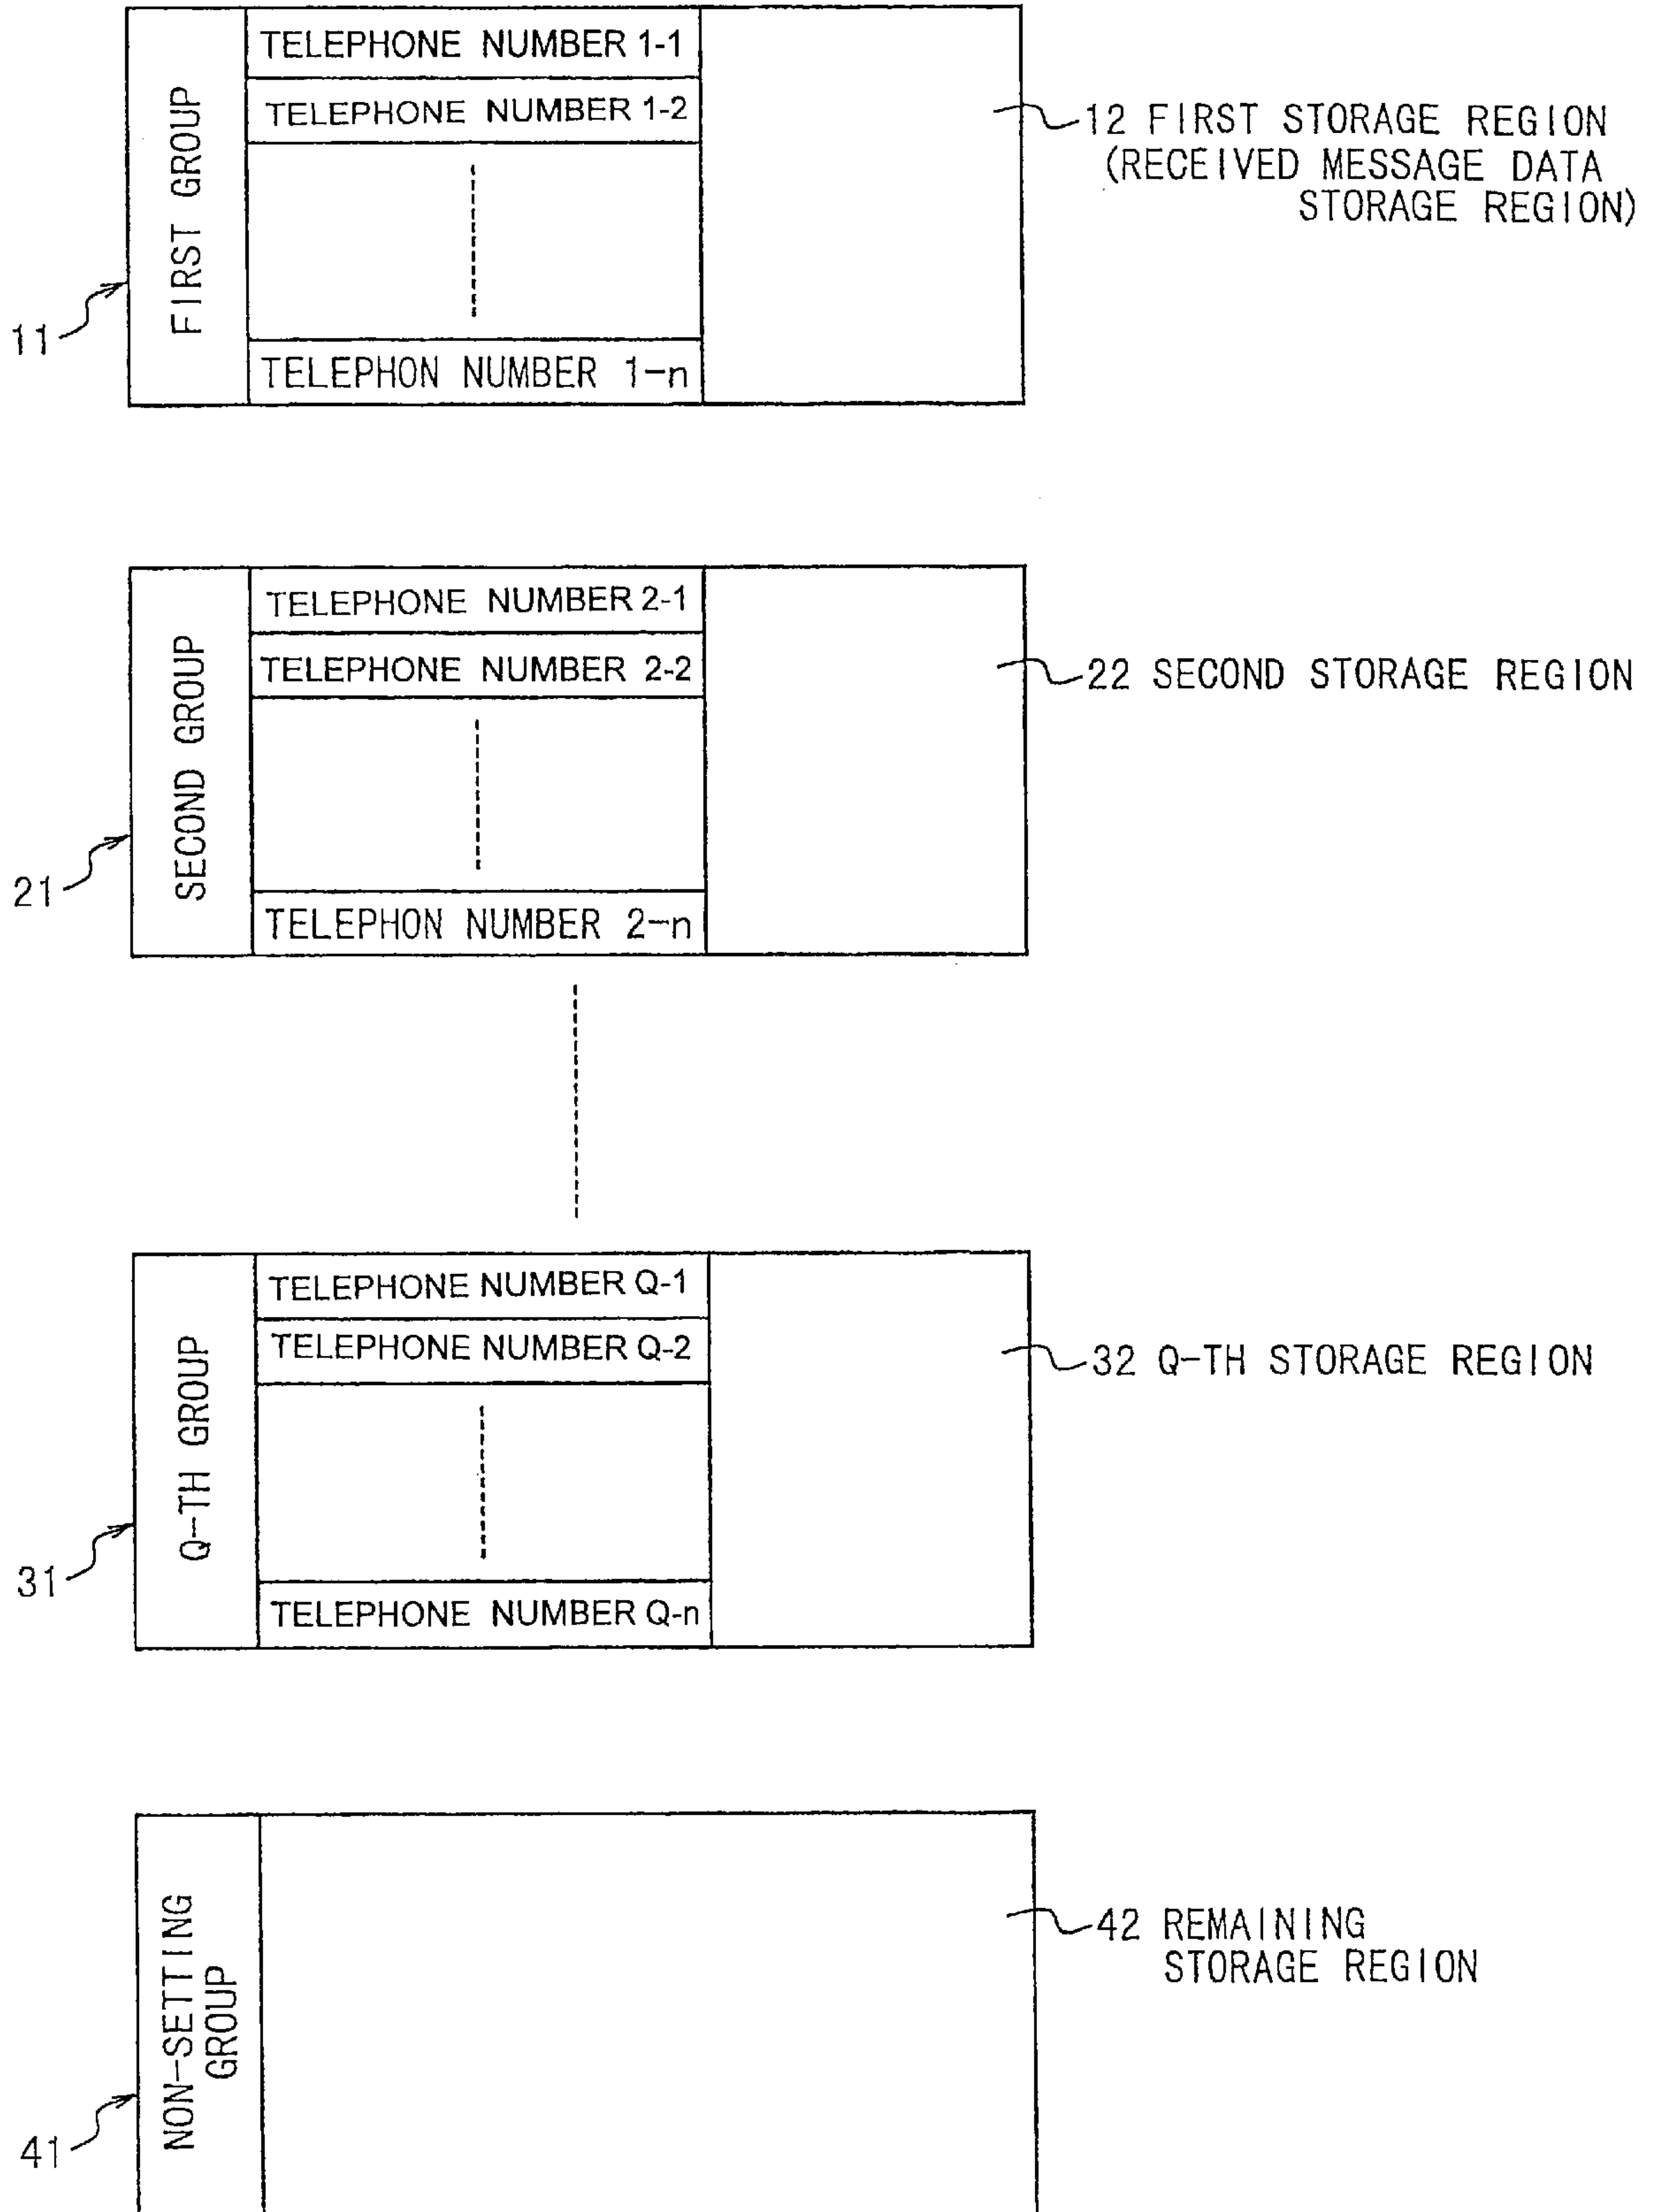 FIRST GROUP
TELEPHONE NUMBER 1-1
TELEPHONE NUMBER 1-2
TELEPHON NUMBER 1-n
11
12 FIRST STORAGE REGION
(RECEIVED MESSAGE DATA
STORAGE REGION)
SECOND GROUP
TELEPHONE NUMBER 2-1
TELEPHONE NUMBER 2-2
TELEPHON NUMBER 2-n
21
22 SECOND STORAGE REGION
Q-TH GROUP
TELEPHONE NUMBER Q-1
TELEPHONE NUMBER Q-2
TELEPHONE NUMBER Q-n
31
32 Q-TH STORAGE REGION
NON-SETTING
GROUP
41
42 REMAINING
STORAGE REGION